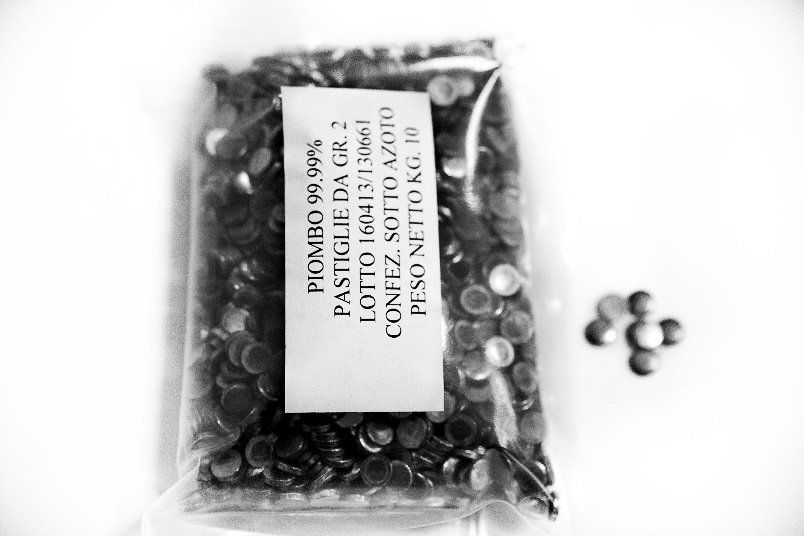 PIOMBO 99.99%
PASTIGLIE DA GR. 2
LOTTO 160413/130661
CONFEZ. SOTTO AZOTO
PESO NETTO KG. 10